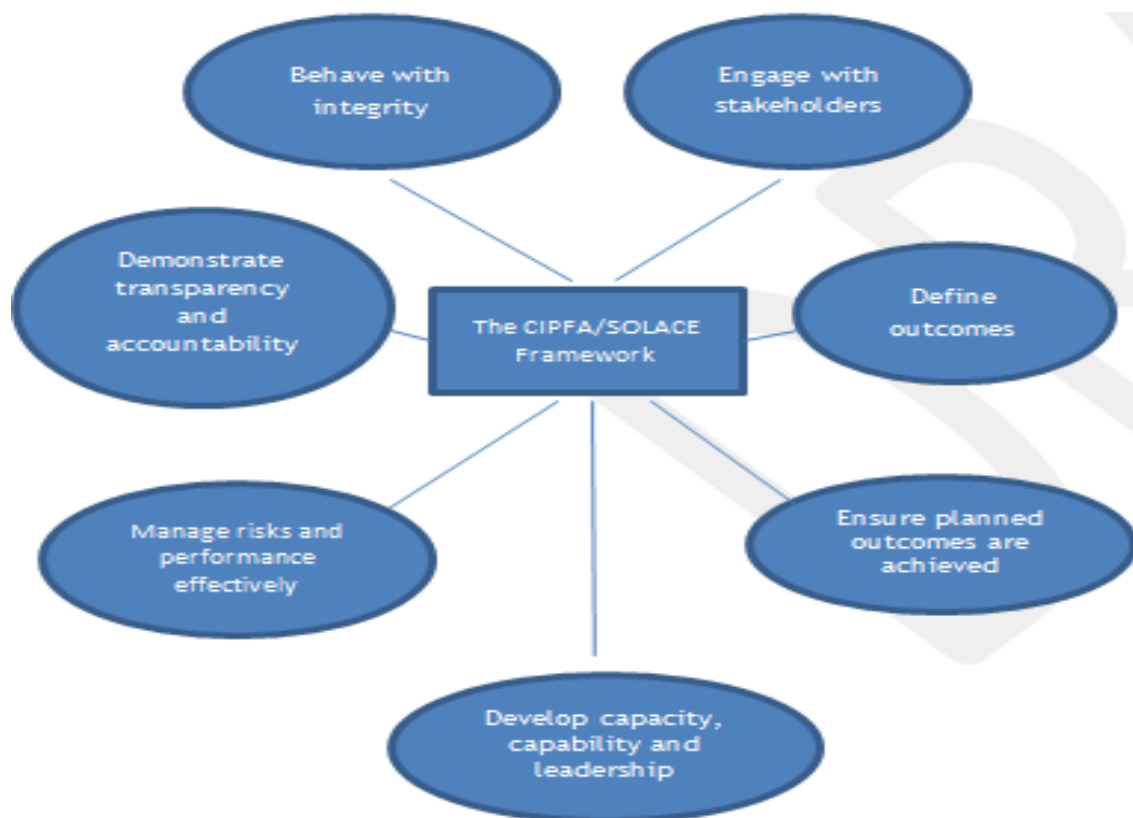 Behave with
integrity
Engage with
stakeholders
Demonstrate
transparency
and
accountability
The CIPFA/SOLACE
Framework
Define
outcomes
Manage risks and
performance
effectively
Ensure planned
outcomes are
achieved
Develop capacity,
capability and
leadership